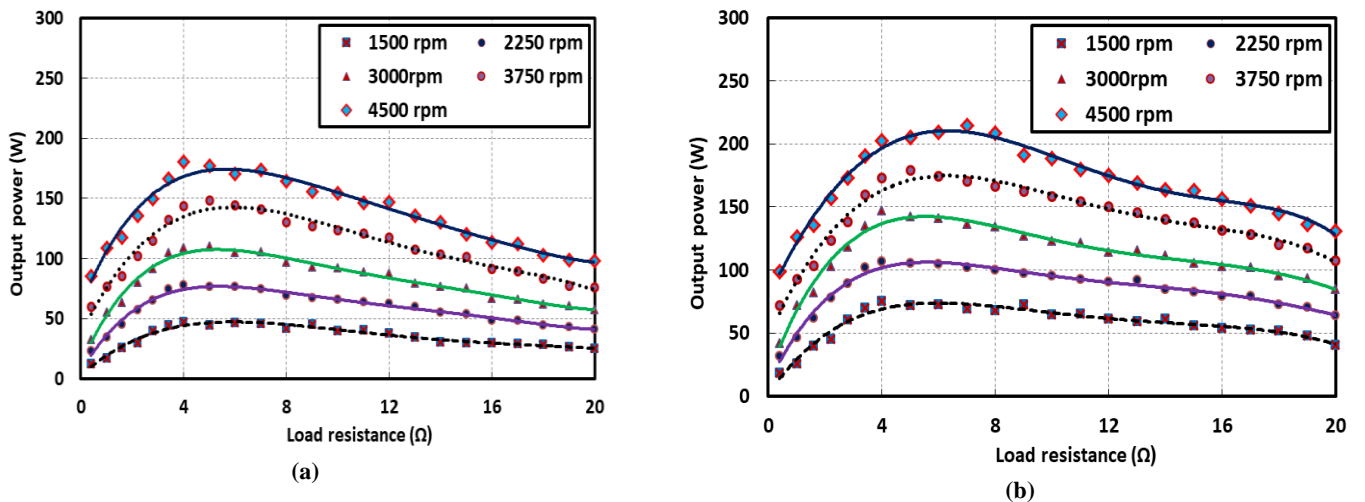 300
250
200
150
100
50
0
Output power (W)
1500 rpm
2250 rpm
3000rpm
3750 rpm
4500 rpm
0 4 8 12 16 20
Load resistance (Ω)
(a)
300
250
200
150
100
50
0
Output power (W)
1500 rpm
2250 rpm
3000rpm
3750 rpm
4500 rpm
0 4 8 12 16 20
Load resistance (Ω)
(b)